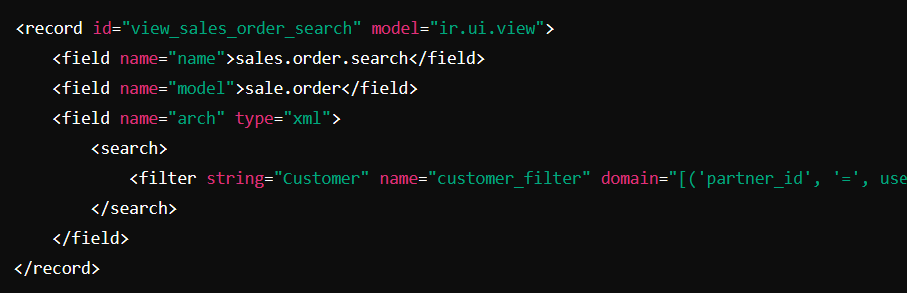 <record id="view_sales_order_search" model="ir.ui.view">
<field name="name">sales.order.search</field>
<field name="model">sale.order</field>
<field name="arch" type="xml">
<search>
<filter string="Customer" name="customer_filter" domain="[('partner_id', '=', use
</search>
</field>
</record>